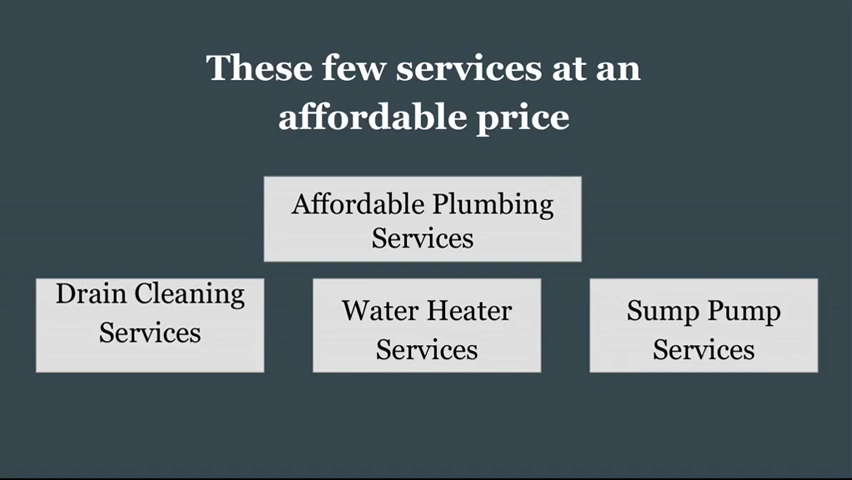 These few services at an
affordable price
Affordable Plumbing
Services
Drain Cleaning
Services
Water Heater
Services
Sump Pump
Services